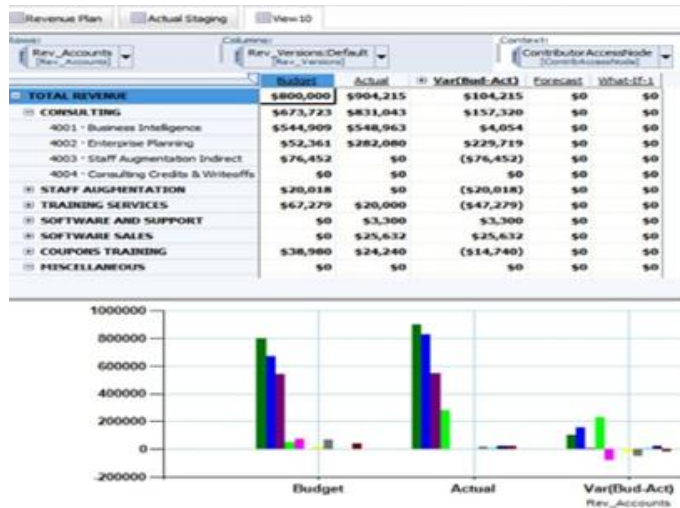 Revenue Plan Actual Staging View10
Rows: Columns: Context:
Rev_Accounts Rev_Versions:Default ContributorAccessNode
[Rev_Accounts] [Rev_Versions] [ContribAccessNode]
Budget Actual Var(Bud-Act) Forecast What-If-1
TOTAL REVENUE $800,000 $904,215 $104,215 $0 $0
CONSULTING $673,723 $831,043 $157,320 $0 $0
4001 - Business Intelligence $544,909 $548,963 $4,054 $0 $0
4002 - Enterprise Planning $52,361 $282,080 $229,719 $0 $0
4003 - Staff Augmentation Indirect $76,452 $0 ($76,452) $0 $0
4004 - Consulting Credits & Writeoffs $0 $0 $0 $0 $0
STAFF AUGMENTATION $20,018 $0 ($20,018) $0 $0
TRAINING SERVICES $67,279 $20,000 ($47,279) $0 $0
SOFTWARE AND SUPPORT $0 $3,300 $3,300 $0 $0
SOFTWARE SALES $0 $25,632 $25,632 $0 $0
COUPONS TRAINING $38,980 $24,240 ($14,740) $0 $0
MISCELLANEOUS $0 $0 $0 $0 $0
1000000
800000
600000
400000
200000
0
-200000
Budget Actual Var(Bud-Act)
Rev_Accounts